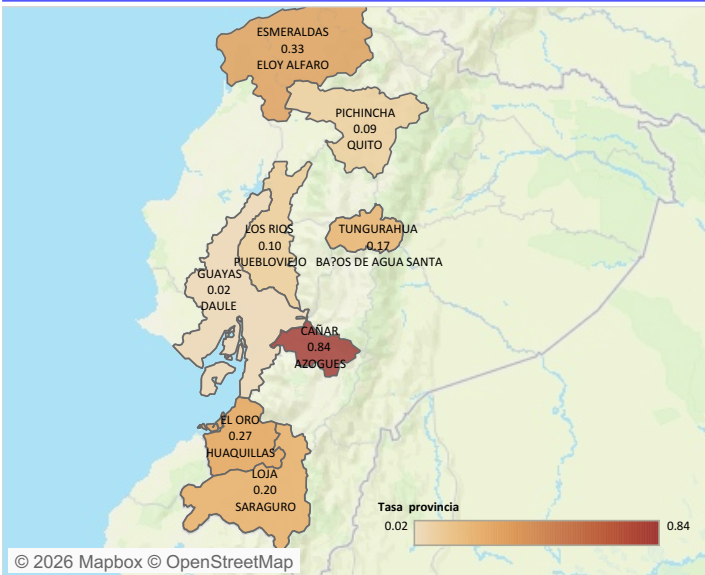 ESMERALDAS
0.33
ELOY ALFARO
PICHINCHA
0.09
QUITO
LOS RIOS
0.10
PUEBLOVIEJO
TUNGURAHUA
0.17
BA?OS DE AGUA SANTA
GUAYAS
0.02
DAULE
CAÑAR
0.84
AZOGUES
EL ORO
0.27
HUAQUILLAS
LOJA
0.20
SARAGURO
Tasa provincia
0.02 0.84
© 2026 Mapbox © OpenStreetMap